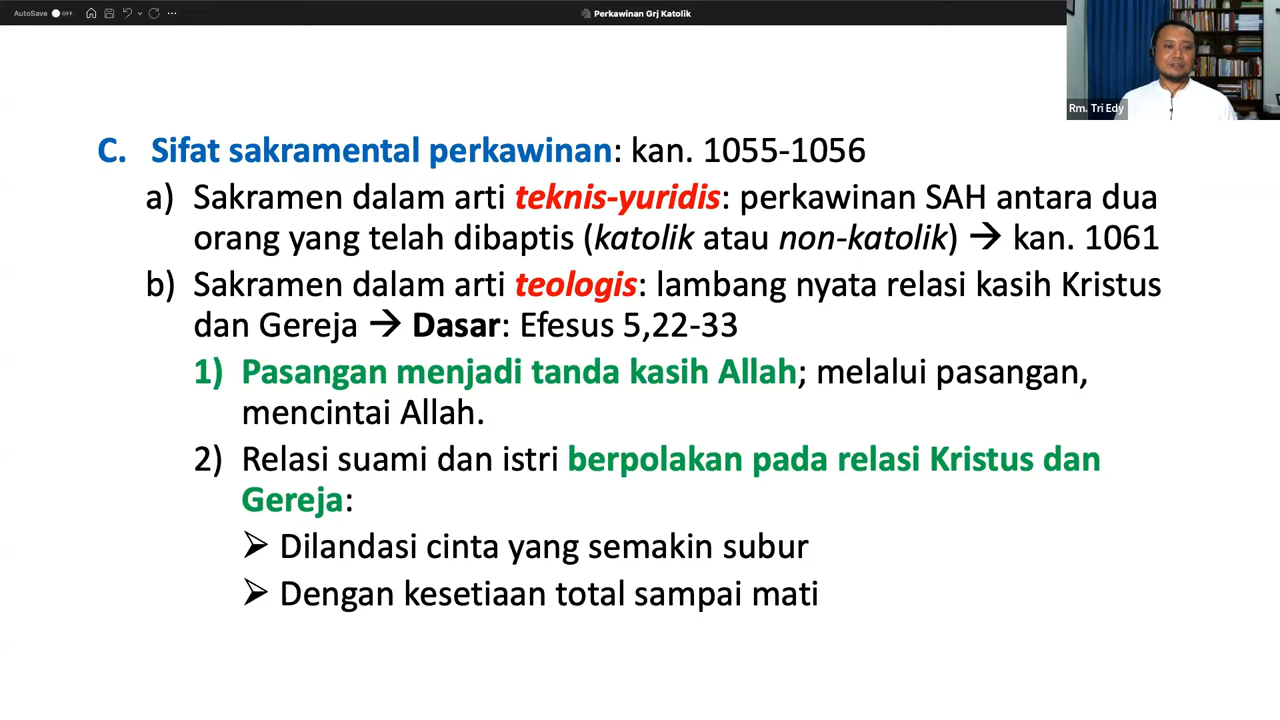 AutoSave OFF
Perkawinan Grj Katolik
Rm. Tri Edy
C. Sifat sakramental perkawinan: kan. 1055-1056
a) Sakramen dalam arti teknis-yuridis: perkawinan SAH antara dua
orang yang telah dibaptis (katolik atau non-katolik) → kan. 1061
b) Sakramen dalam arti teologis: lambang nyata relasi kasih Kristus
dan Gereja → Dasar: Efesus 5,22-33
1) Pasangan menjadi tanda kasih Allah; melalui pasangan,
mencintai Allah.
2) Relasi suami dan istri berpolakan pada relasi Kristus dan
Gereja:
➢ Dilandasi cinta yang semakin subur
➢ Dengan kesetiaan total sampai mati